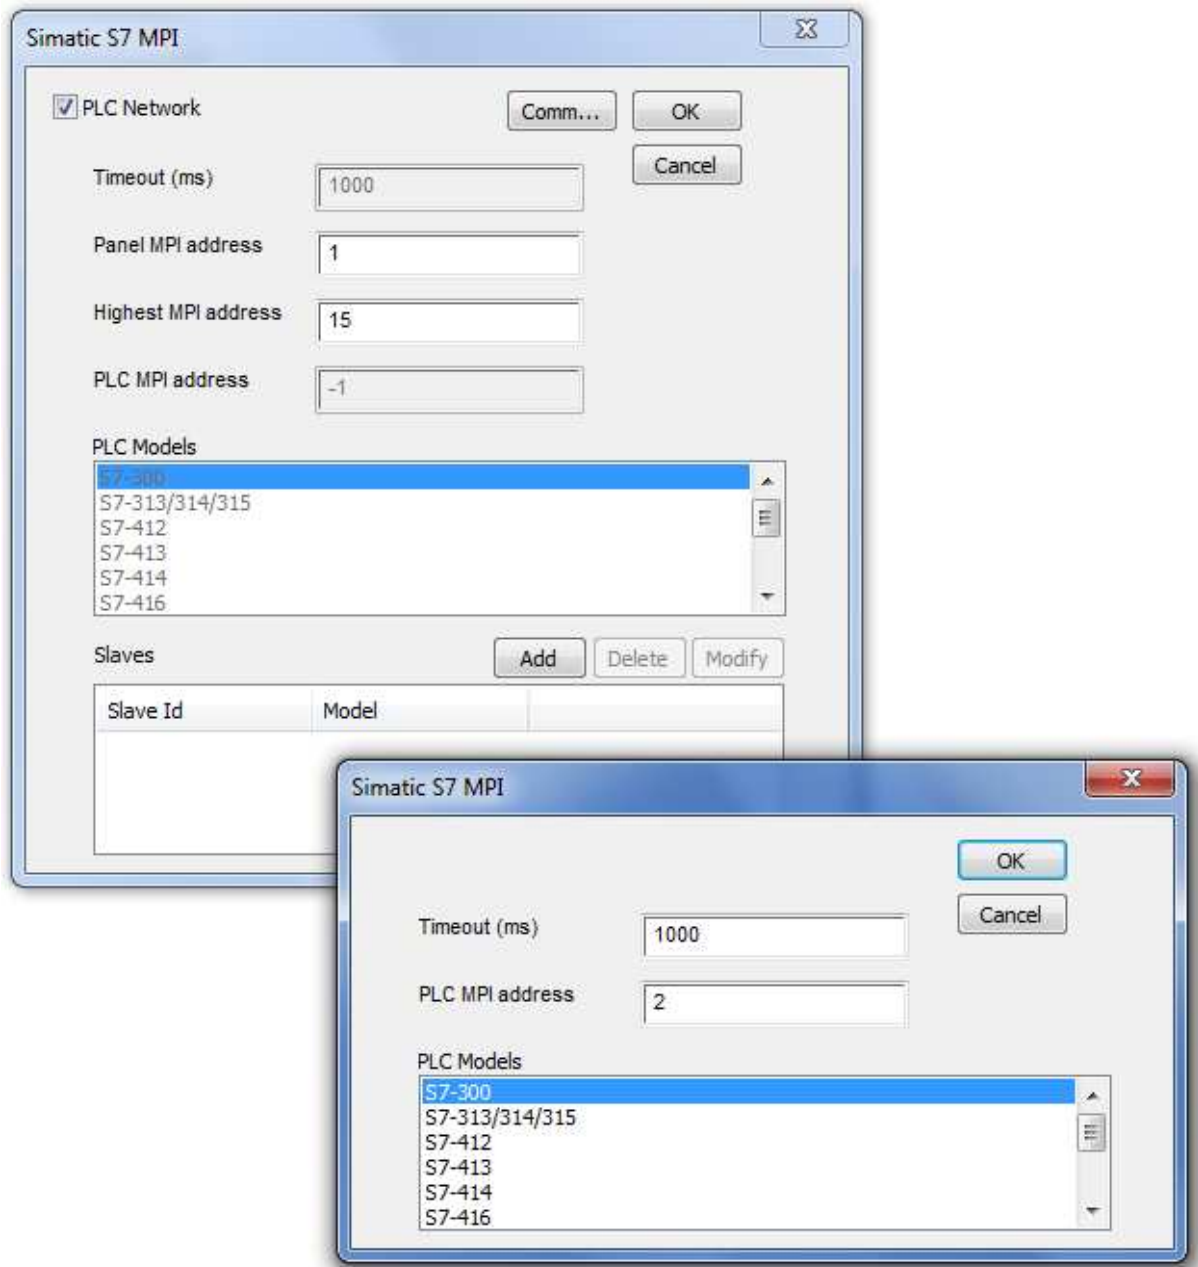 Simatic S7 MPI
PLC Network
Comm...
OK
Cancel
Timeout (ms)
1000
Panel MPI address
1
Highest MPI address
15
PLC MPI address
-1
PLC Models
S7-300
S7-313/314/315
S7-412
S7-413
S7-414
S7-416
Slaves
Add
Delete
Modify
Slave Id
Model
Simatic S7 MPI
OK
Cancel
Timeout (ms)
1000
PLC MPI address
2
PLC Models
S7-300
S7-313/314/315
S7-412
S7-413
S7-414
S7-416